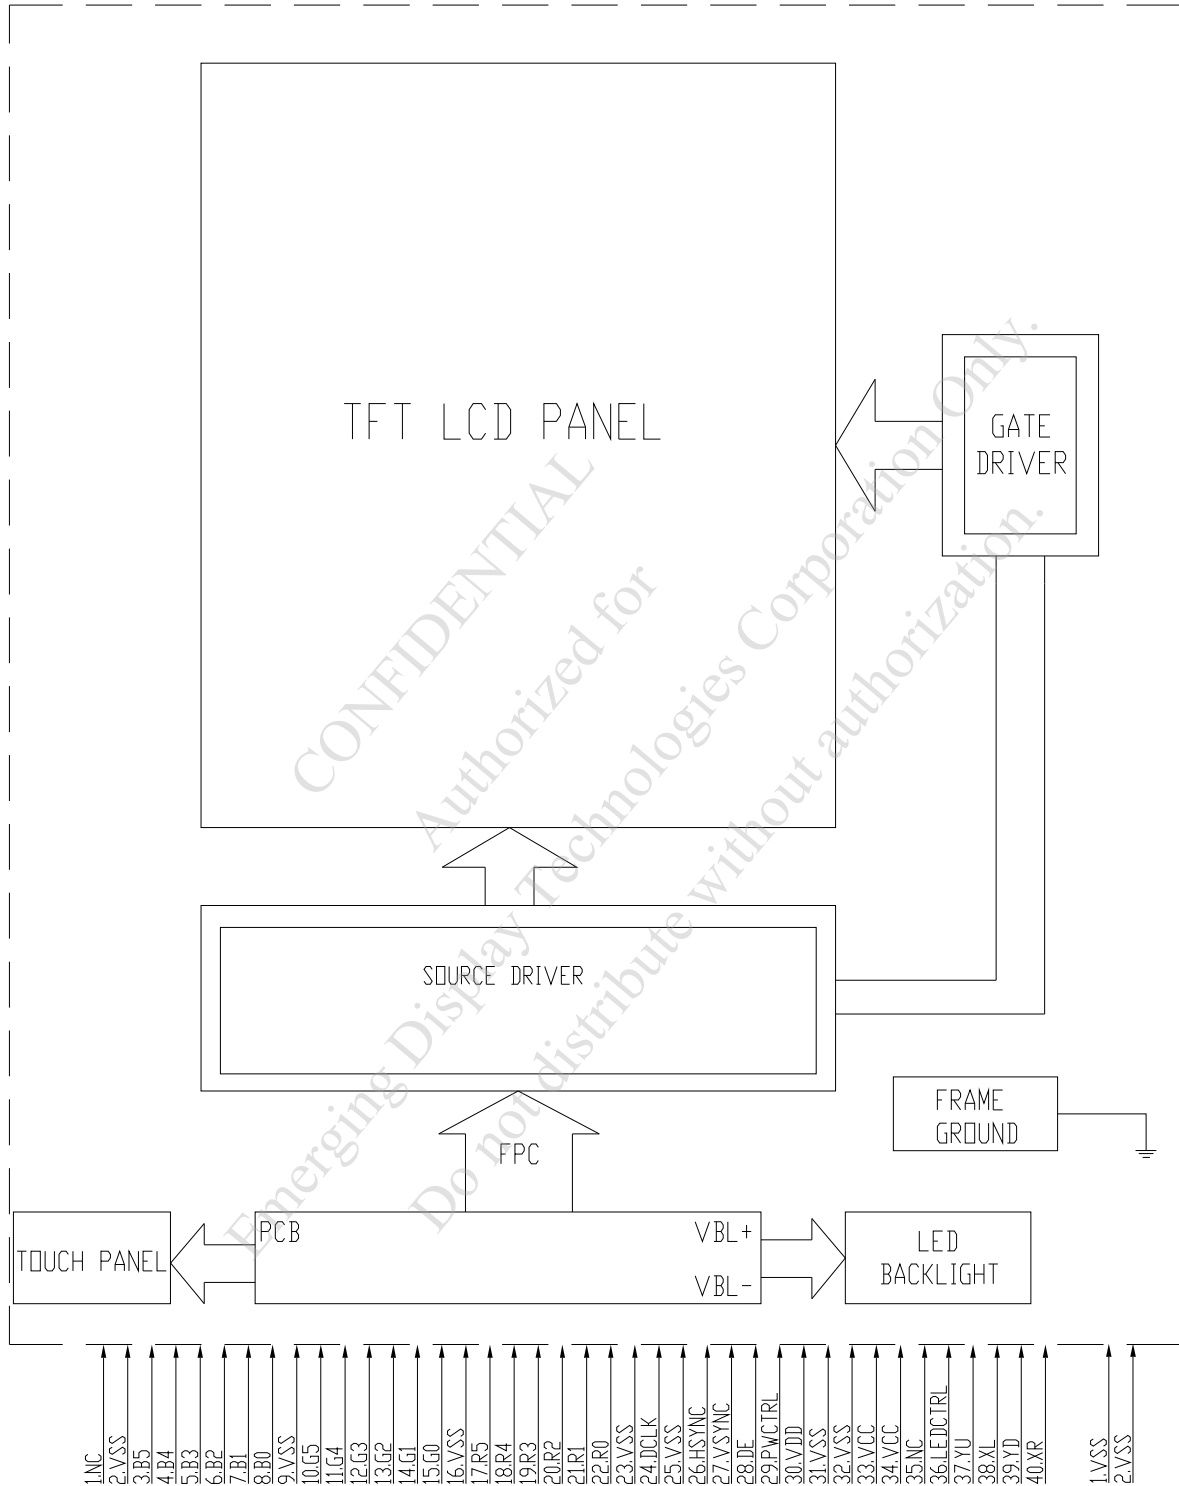 TFT LCD PANEL
GATE
DRIVER
CONFIDENTIAL
Authorized for
Emerging Display Technologies Corporation Only.
Do not distribute without authorization.
SOURCE DRIVER
FRAME
GROUND
FPC
TOUCH PANEL
PCB
VBL+
VBL-
LED
BACKLIGHT
1.NC
2.VSS
3.B5
4.B4
5.B3
6.B2
7.B1
8.B0
9.VSS
10.G5
11.G4
12.G3
13.G2
14.G1
15.G0
16.VSS
17.R5
18.R4
19.R3
20.R2
21.R1
22.R0
23.VSS
24.DCLK
25.VSS
26.HSYNC
27.VSYNC
28.DE
29.PWCTRL
30.VDD
31.VSS
32.VSS
33.VCC
34.VCC
35.NC
36.LEDCTRL
37.YU
38.XL
39.YD
40.XR
1.VSS
2.VSS